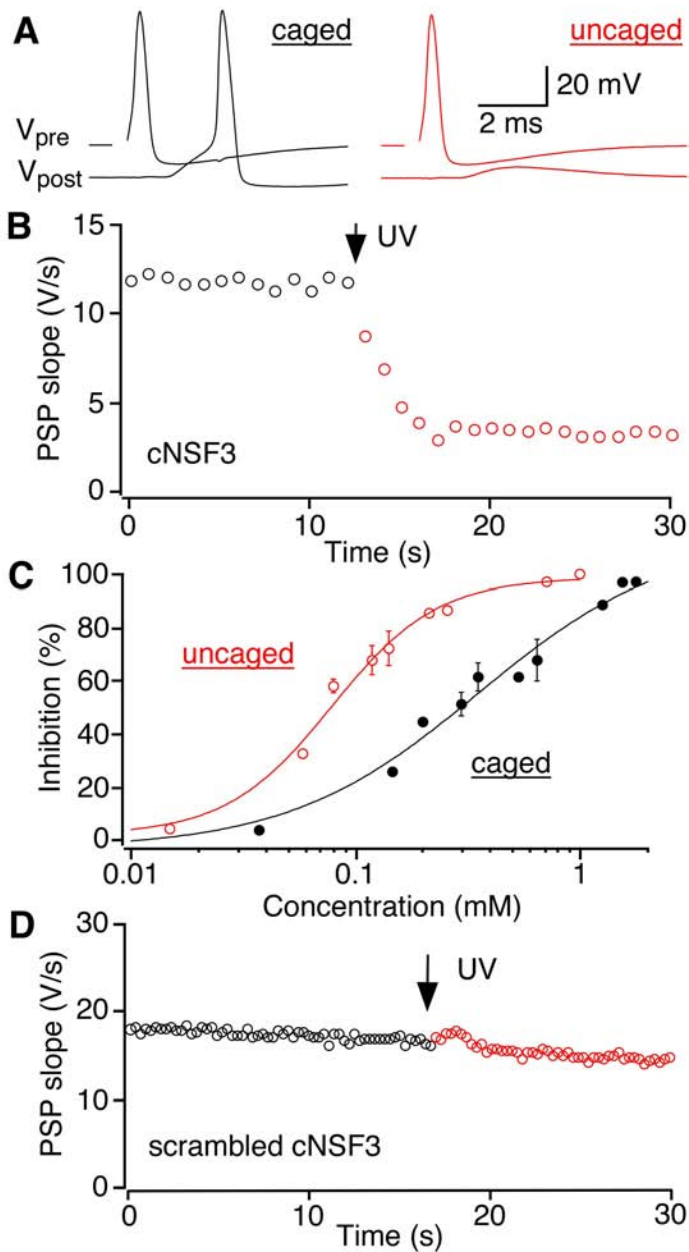 A
caged
uncaged
20 mV
2 ms
Vpre
Vpost
B
15
UV
10
PSP slope (V/s)
5
cNSF3
0
0 10 20 30
Time (s)
C
100
80
uncaged
60
Inhibition (%)
40
caged
20
0
0.01 0.1 1
Concentration (mM)
D
30
UV
20
PSP slope (V/s)
10
scrambled cNSF3
0
0 10 20 30
Time (s)